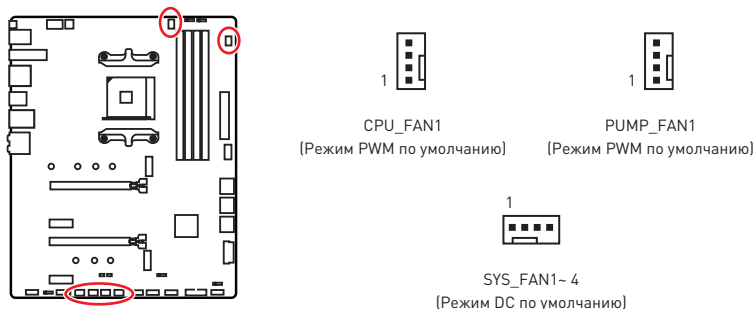 1
CPU_FAN1
(Режим PWM по умолчанию)
1
PUMP_FAN1
(Режим PWM по умолчанию)
1
SYS_FAN1~ 4
(Режим DC по умолчанию)